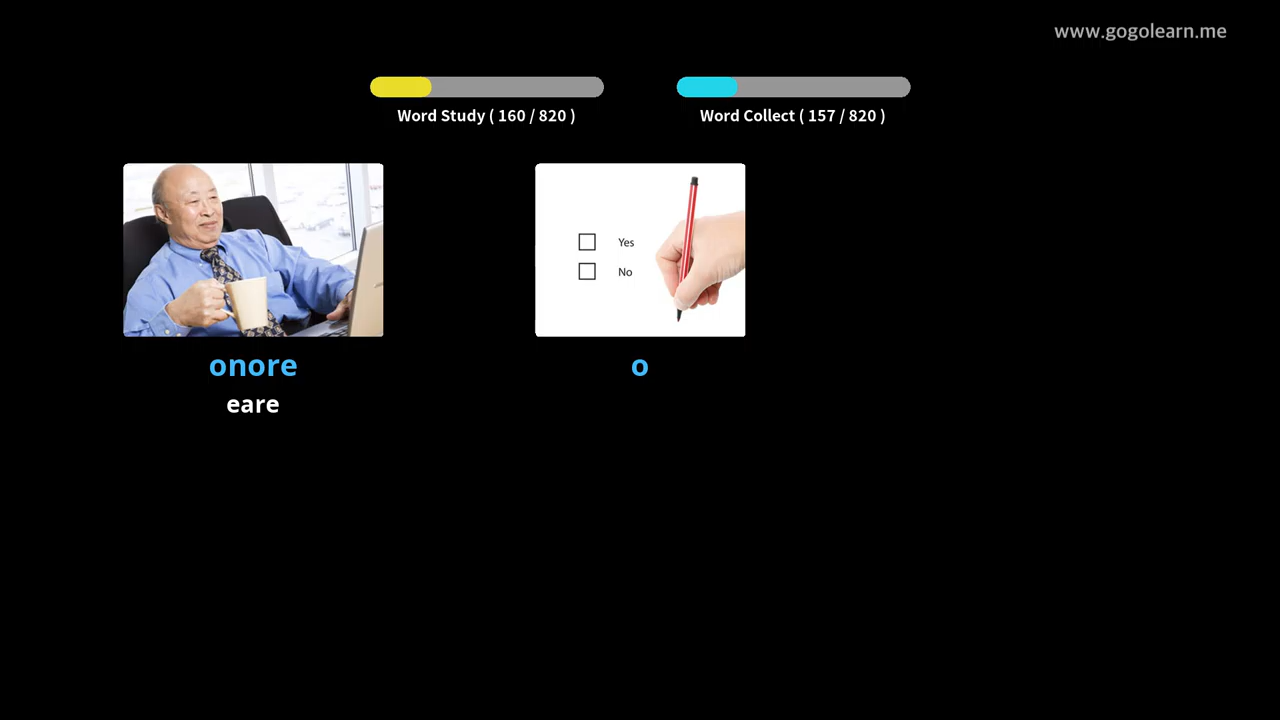 www.gogolearn.me
Word Study ( 160 / 820 )
Word Collect ( 157 / 820 )
Yes
No
onore
o
eare